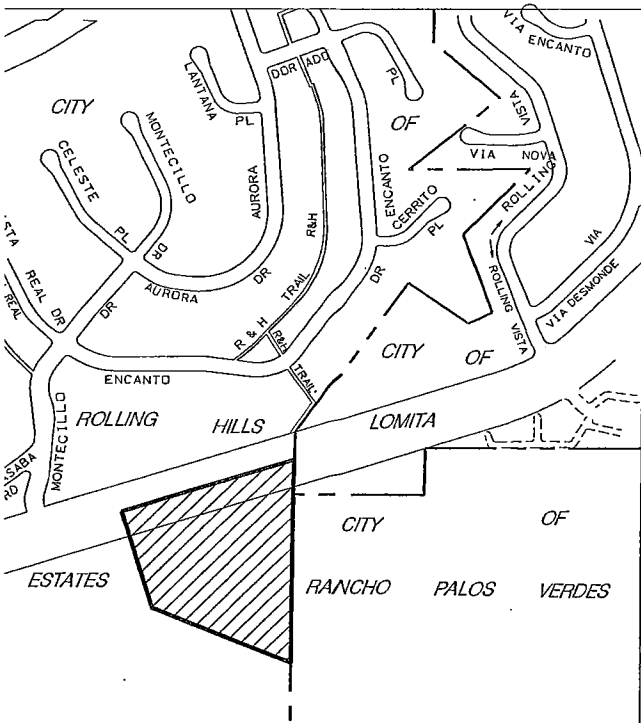 VIA
ENCANTO
VISTA
LANTANA
PL
DOR
ADO
PL
CITY
MONTECILLO
DR
OF
VIA NOVA
CELESTE
PL
AURORA
DR
R&H
TRAIL
ENCANTO
DR
CERRITO
PL
ROLLING
ROLLING
VISTA
VIA
VIA DESMONDE
REAL DR
REAL
DR
AURORA
R & H
R&H
TRAIL
CITY OF
ENCANTO
ROLLING HILLS
LOMITA
MONTECILLO
CITY OF
ESTATES
RANCHO PALOS VERDES